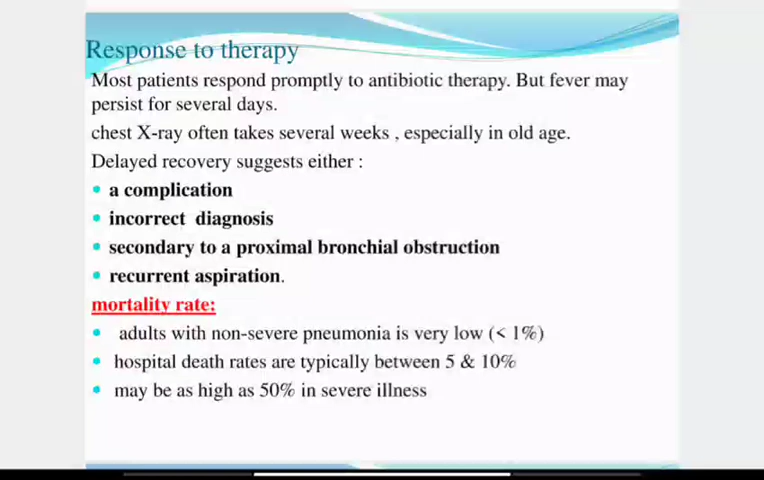 Response to therapy
Most patients respond promptly to antibiotic therapy. But fever may
persist for several days.
chest X-ray often takes several weeks , especially in old age.
Delayed recovery suggests either :
• a complication
• incorrect diagnosis
• secondary to a proximal bronchial obstruction
• recurrent aspiration.
mortality rate:
• adults with non-severe pneumonia is very low (< 1%)
• hospital death rates are typically between 5 & 10%
• may be as high as 50% in severe illness